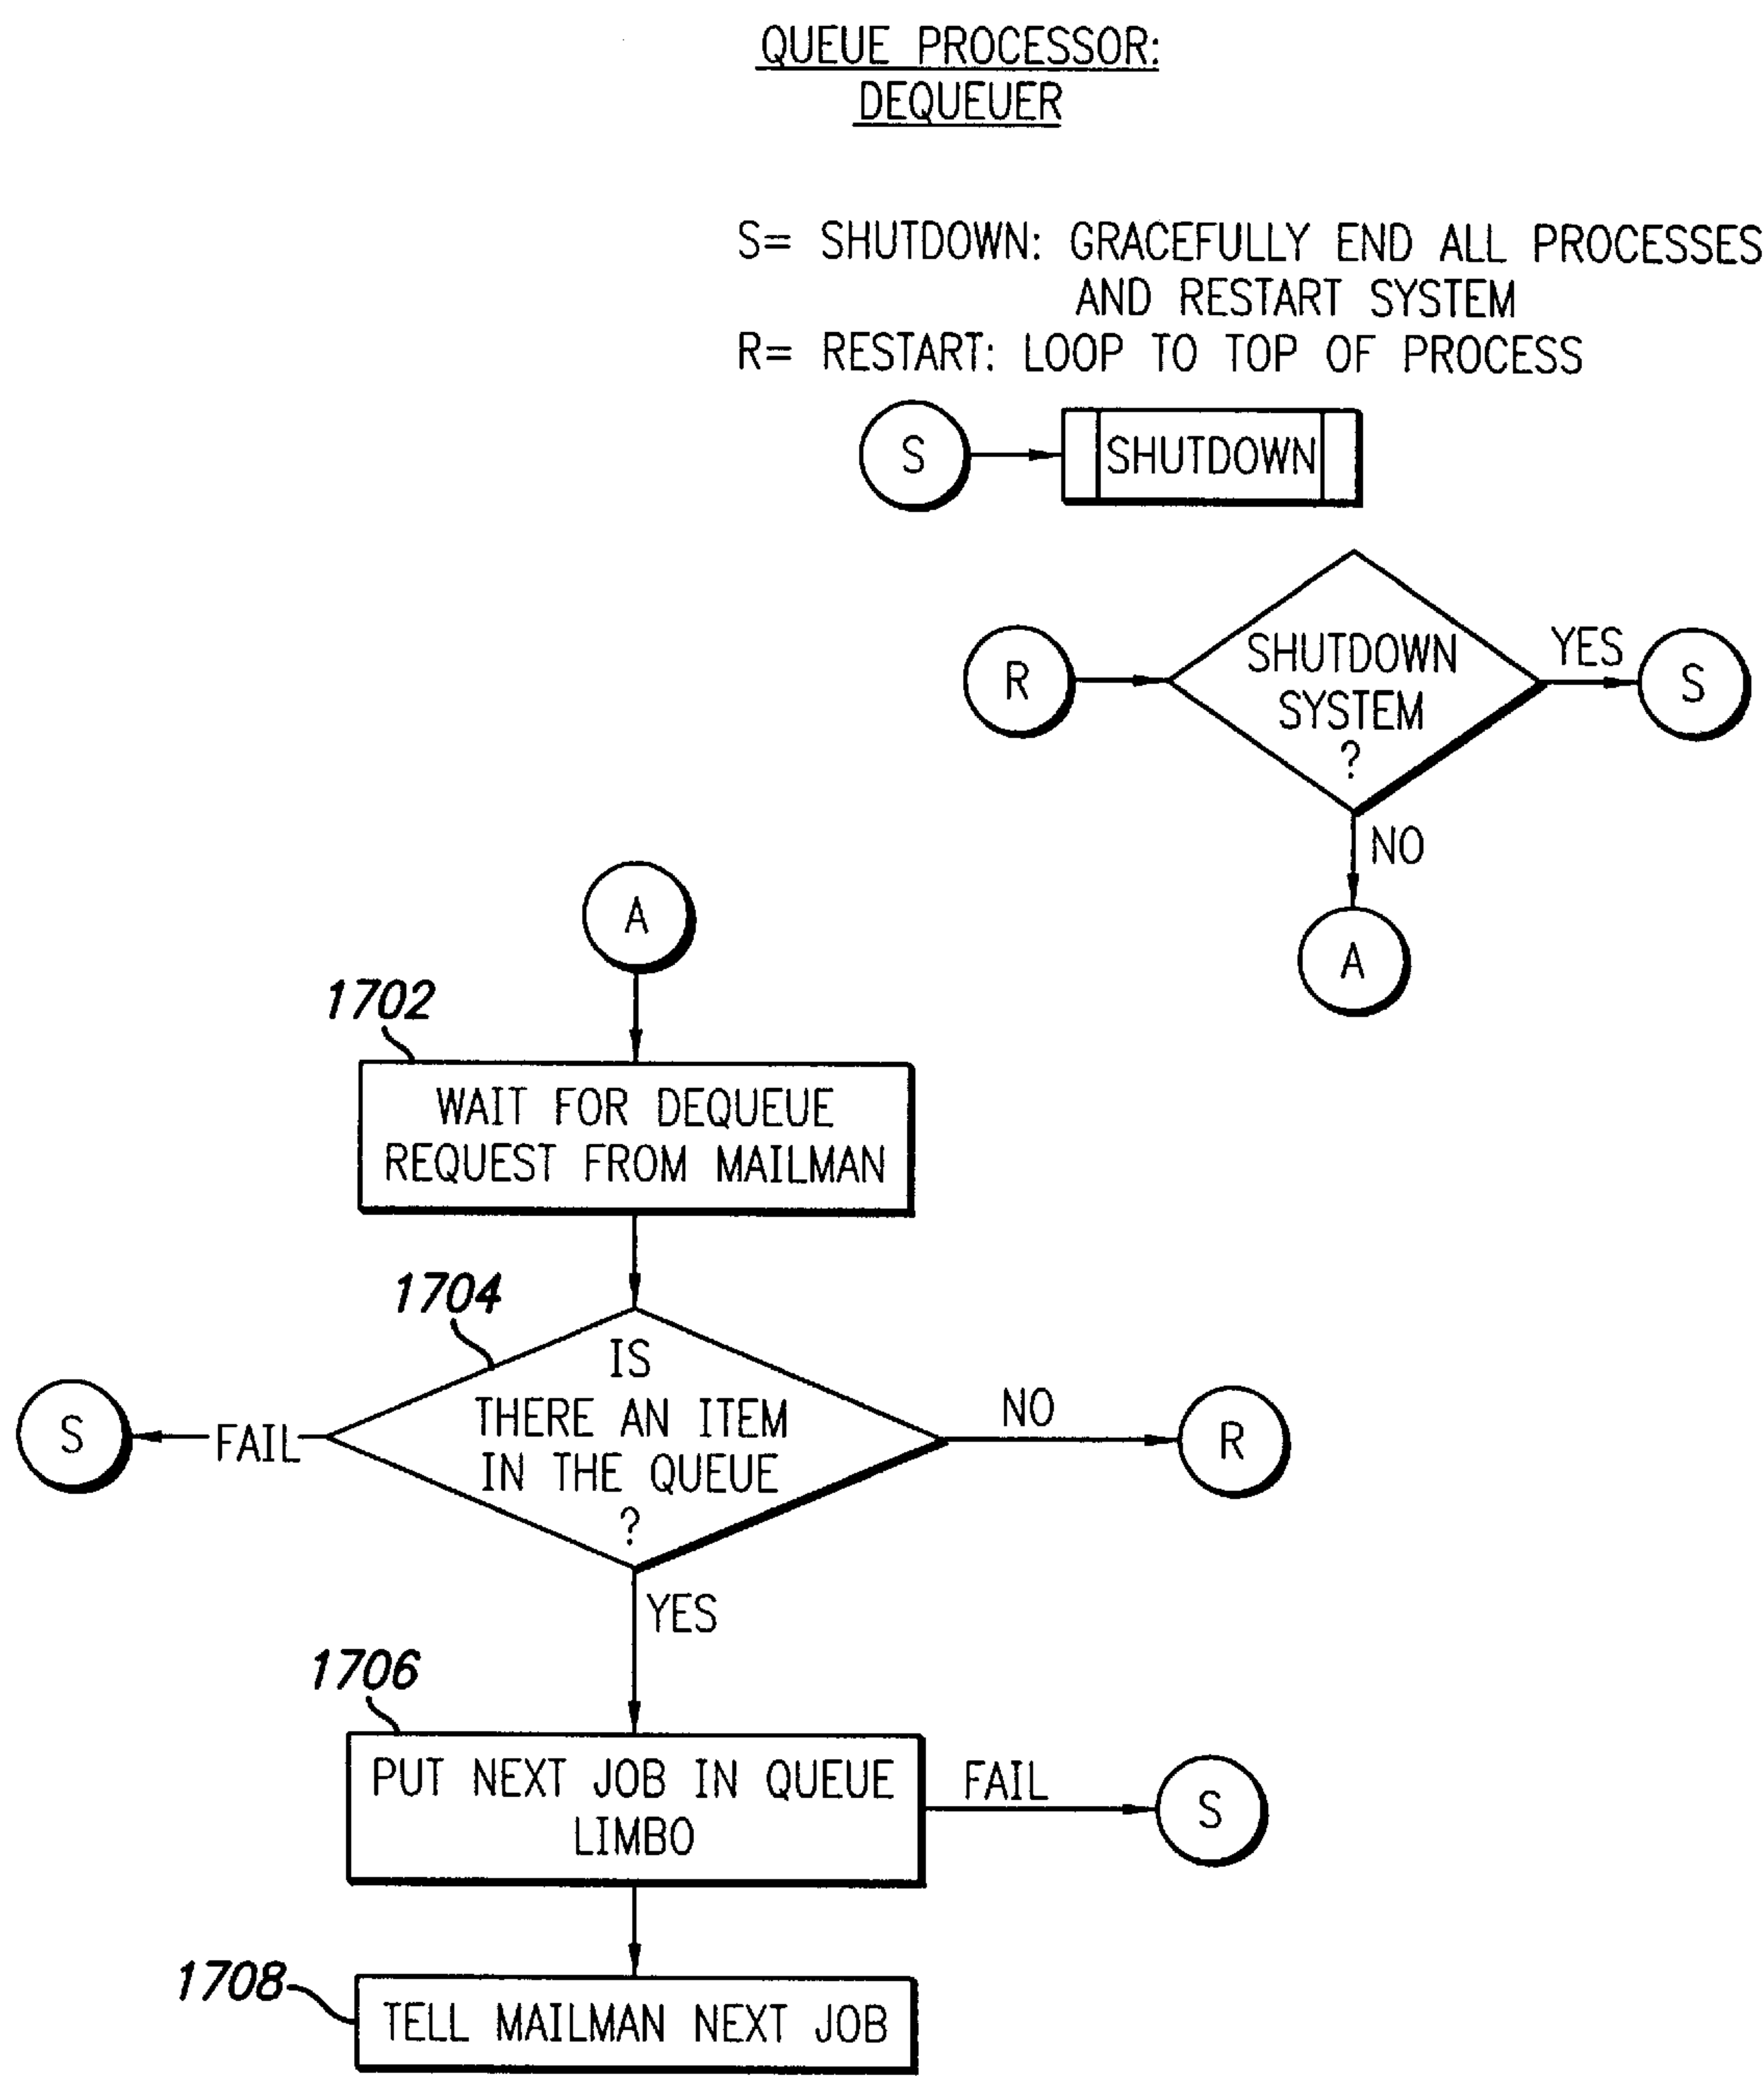 QUEUE PROCESSOR:
DEQUEUER
S= SHUTDOWN: GRACEFULLY END ALL PROCESSES
AND RESTART SYSTEM
R= RESTART: LOOP TO TOP OF PROCESS
S
SHUTDOWN
R
SHUTDOWN
SYSTEM
?
YES
S
NO
A
A
1702
WAIT FOR DEQUEUE
REQUEST FROM MAILMAN
1704
IS
THERE AN ITEM
IN THE QUEUE
?
FAIL
S
NO
R
YES
1706
PUT NEXT JOB IN QUEUE
LIMBO
FAIL
S
1708
TELL MAILMAN NEXT JOB